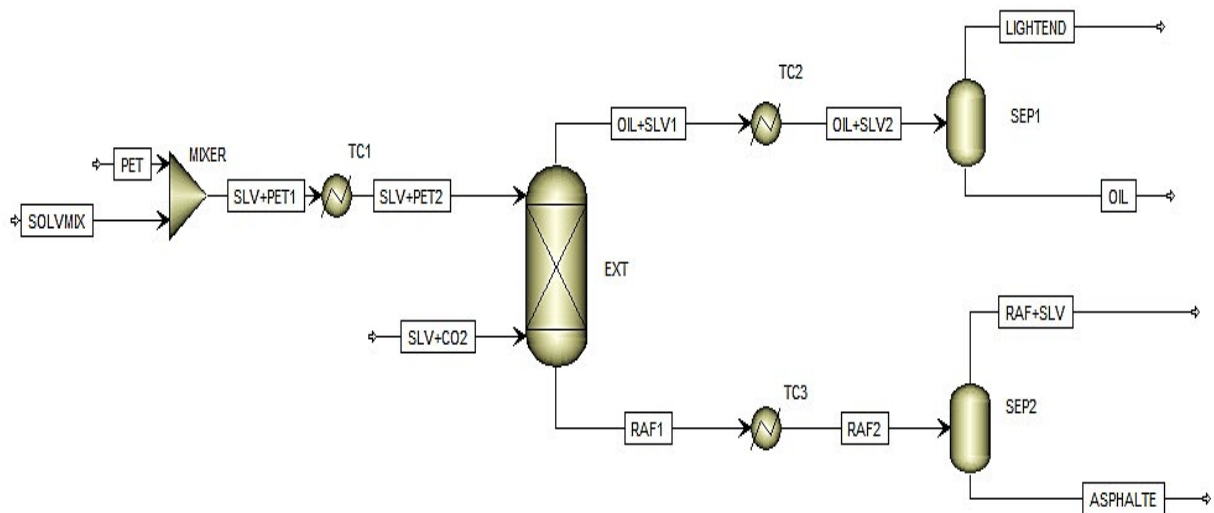 LIGHTEND
TC2
OIL+SLV1
OIL+SLV2
SEP1
MIXER
PET
TC1
SLV+PET1
SLV+PET2
OIL
SOLVMIX
EXT
SLV+CO2
RAF+SLV
TC3
SEP2
RAF1
RAF2
ASPHALTE